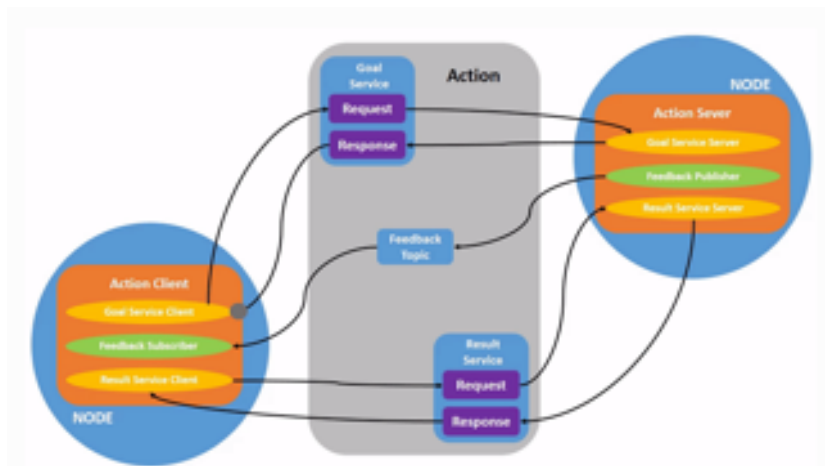 Goal
Service
Request
Response
Action
NODE
Action Sever
Goal Service Server
Feedback Publisher
Result Service Server
Feedback
Topic
Action Client
Goal Service Client
Feedback Subscriber
Result Service Client
NODE
Result
Service
Request
Response